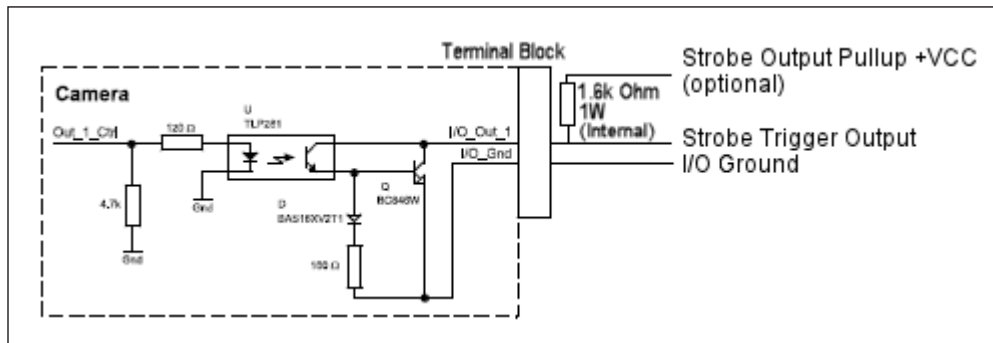 Terminal Block
Strobe Output Pullup +VCC
(optional)
1.6k Ohm
1W
(Internal)
Camera
U
TLP281
Out_1_Ctrl
120 Ω
I/O_Out_1
Strobe Trigger Output
I/O_Gnd
I/O Ground
Q
BC846W
4.7k
Gnd
D
BAS16XV2T1
Gnd
100 Ω